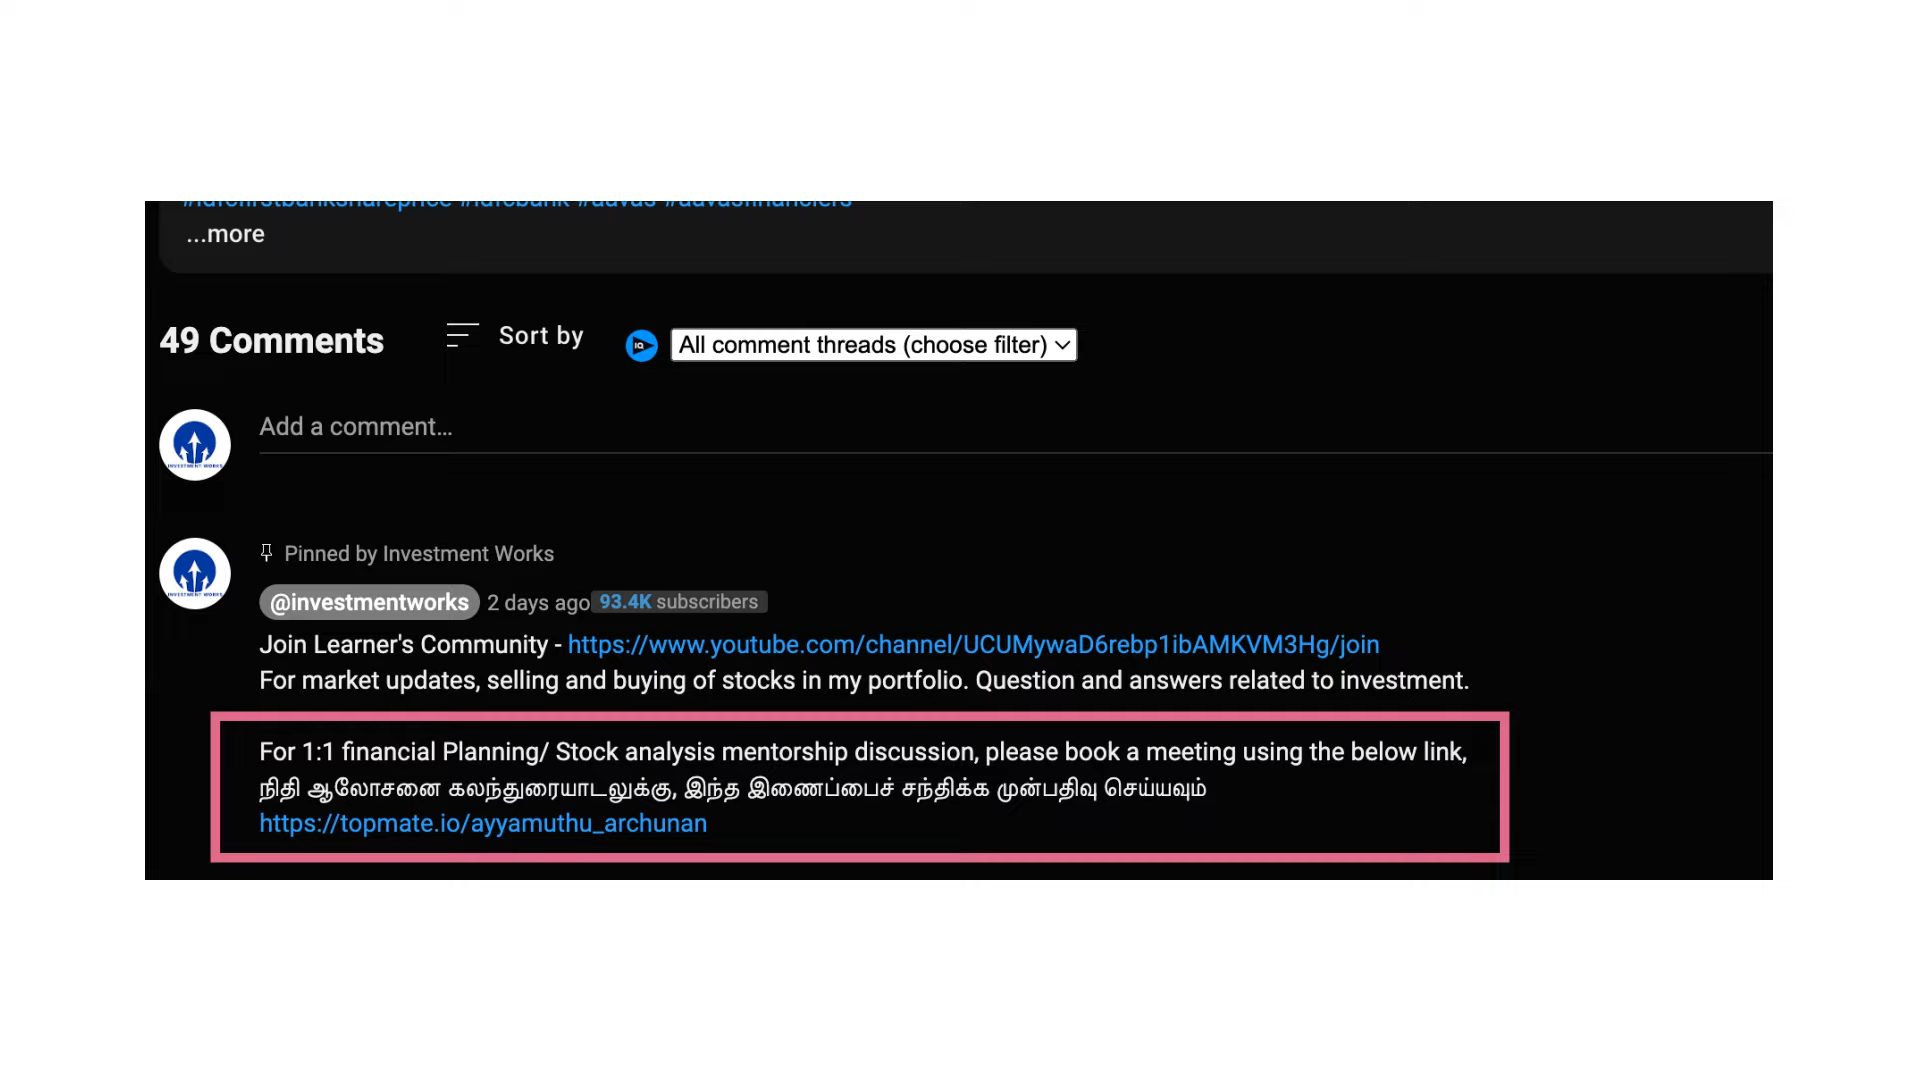 #idfcfirstbankshareprice #idfcbank #aavas #aavasfinanciers
...more
49 Comments
Sort by
All comment threads (choose filter)
Add a comment...
Pinned by Investment Works
@investmentworks 2 days ago 93.4K subscribers
Join Learner's Community - https://www.youtube.com/channel/UCUMywaD6rebp1ibAMKVM3Hg/join
For market updates, selling and buying of stocks in my portfolio. Question and answers related to investment.
For 1:1 financial Planning/ Stock analysis mentorship discussion, please book a meeting using the below link,
நிதி ஆலோசனை கலந்துரையாடலுக்கு, இந்த இணைப்பைச் சந்திக்க முன்பதிவு செய்யவும்
https://topmate.io/ayyamuthu_archunan